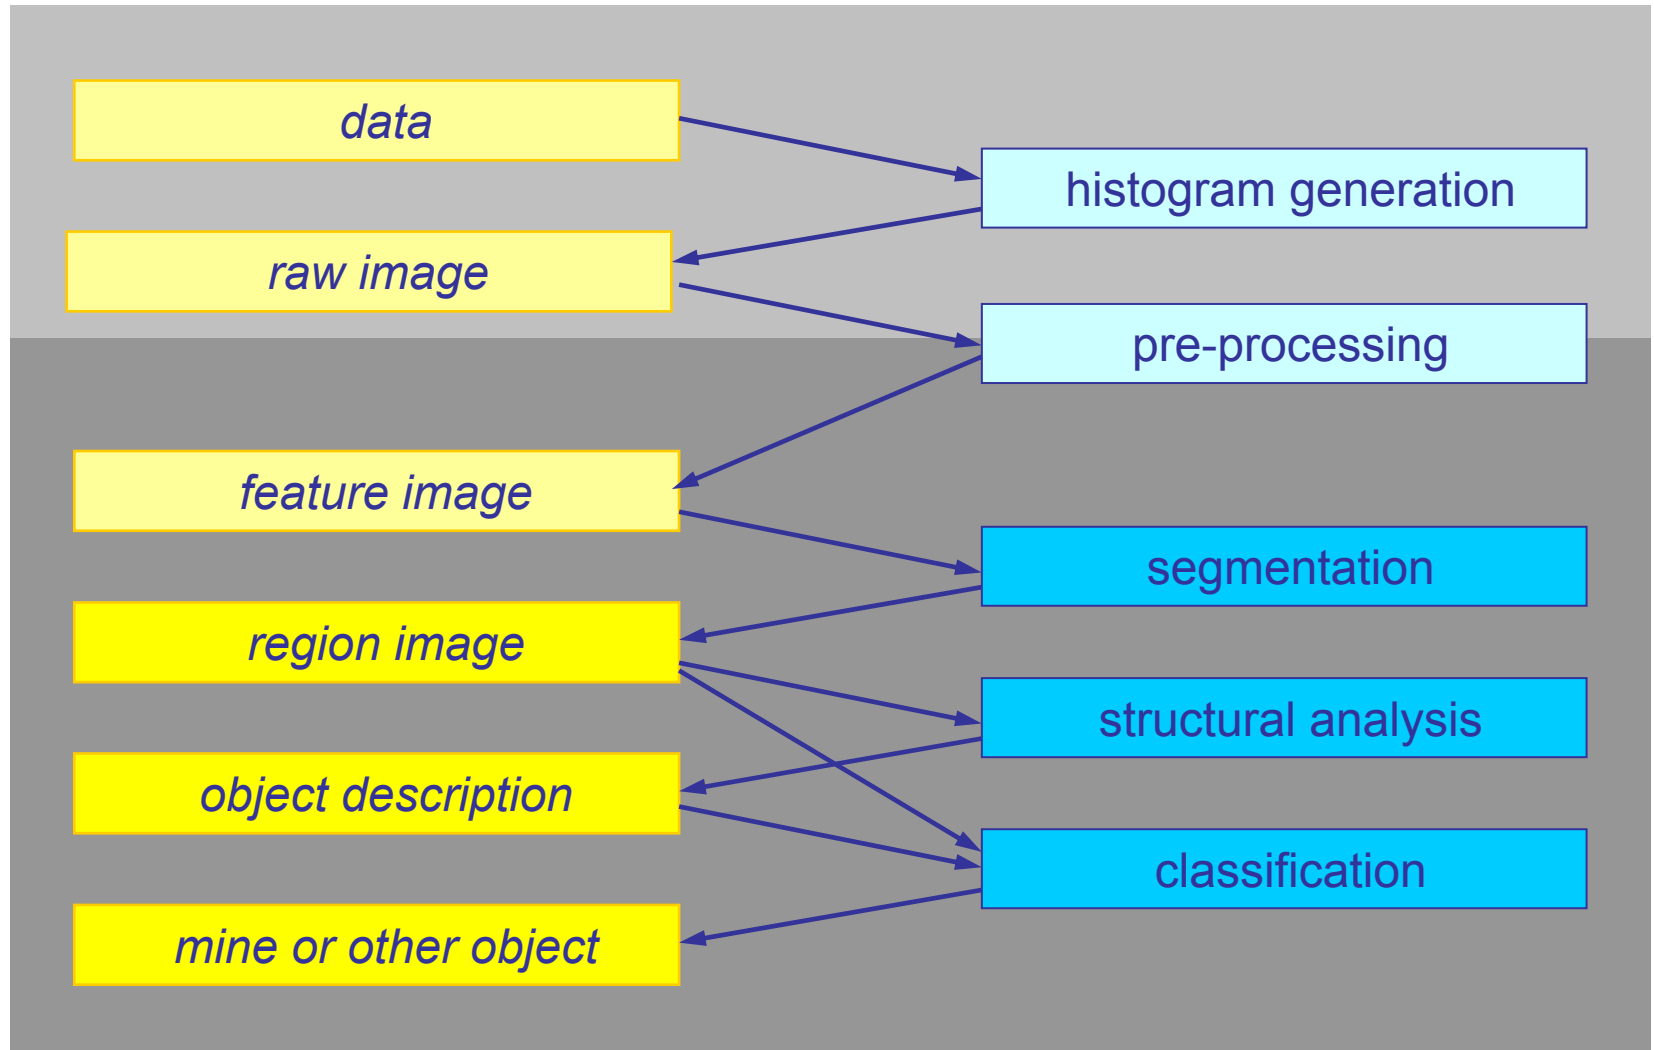 data
histogram generation
raw image
pre-processing
feature image
segmentation
region image
structural analysis
object description
classification
mine or other object